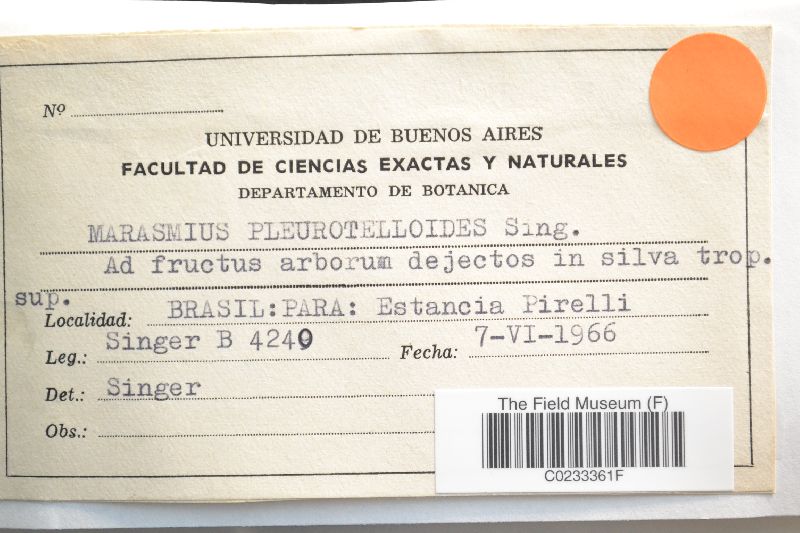 Nº
UNIVERSIDAD DE BUENOS AIRES
FACULTAD DE CIENCIAS EXACTAS Y NATURALES
DEPARTAMENTO DE BOTANICA
MARASMIUS PLEUROTELLOIDES Sing.
Ad fructus arborum dejectos in silva trop.
sup.
Localidad: BRASIL:PARA: Estancia Pirelli
Leg.: Singer B 4240 Fecha: 7-VI-1966
Det.: Singer
Obs.:
The Field Museum (F)
C0233361F